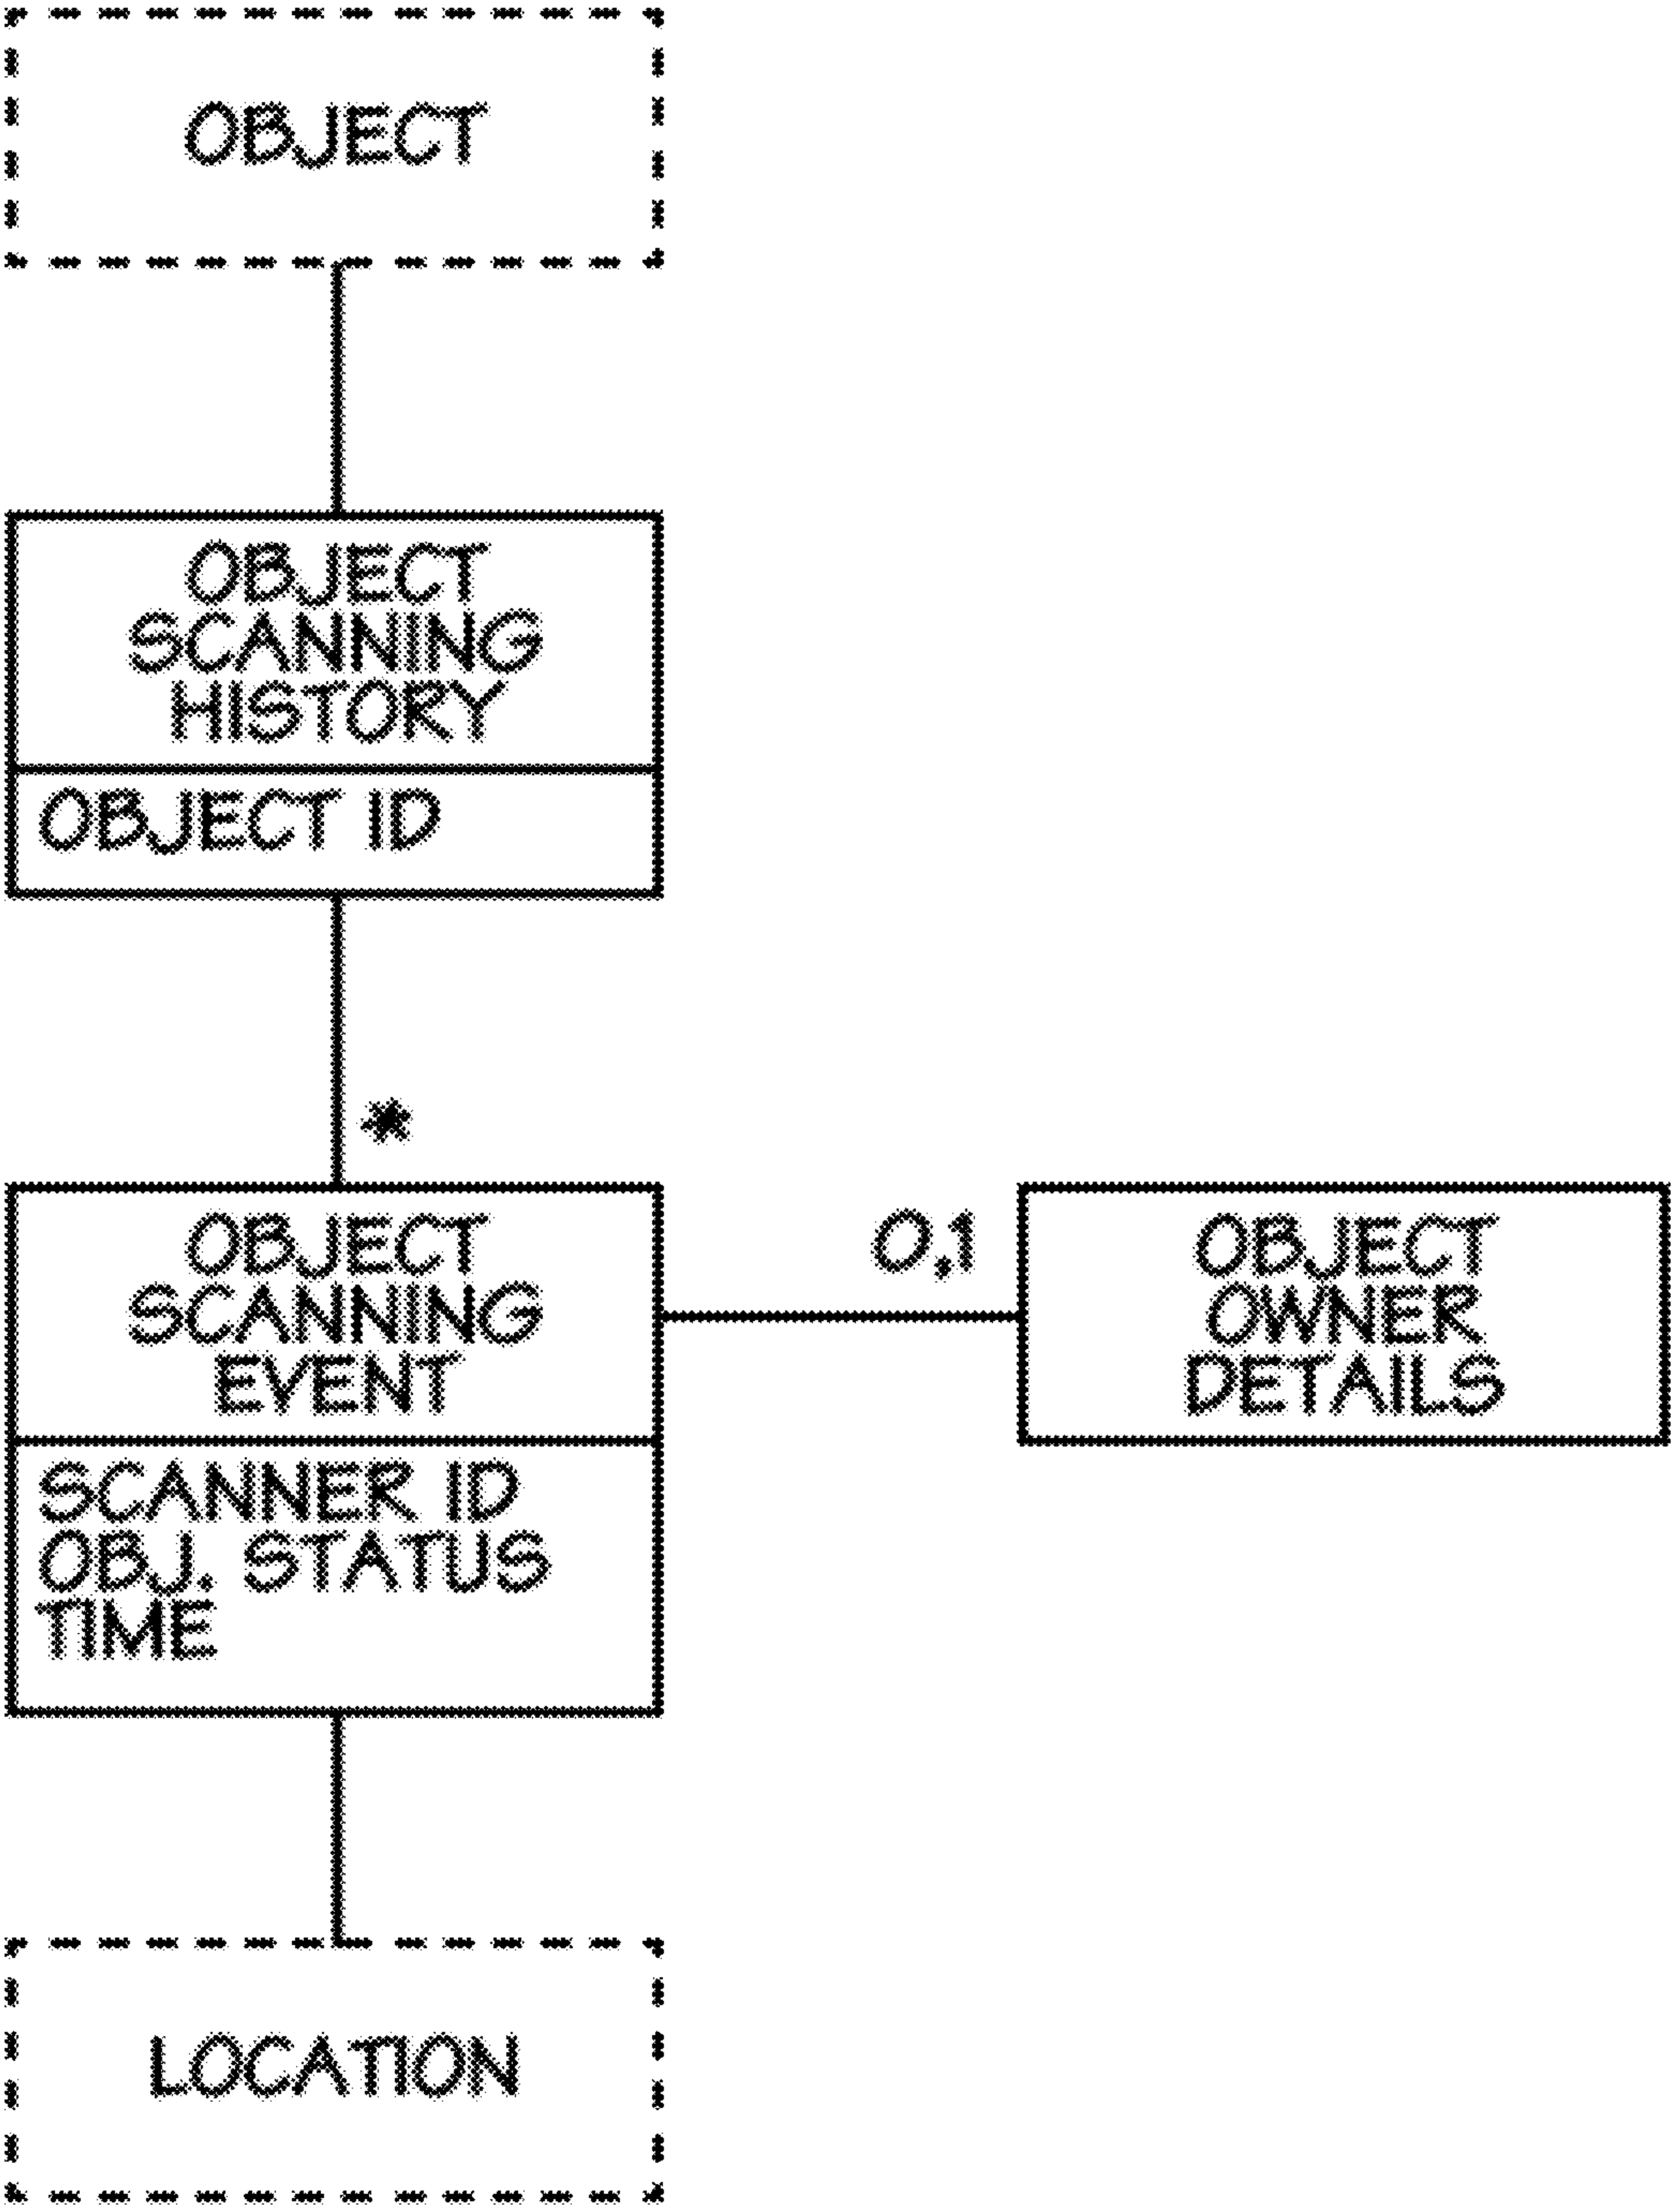 OBJECT
OBJECT
SCANNING
HISTORY
OBJECT ID
*
OBJECT
SCANNING
EVENT
0,1
OBJECT
OWNER
DETAILS
SCANNER ID
OBJ. STATUS
TIME
LOCATION